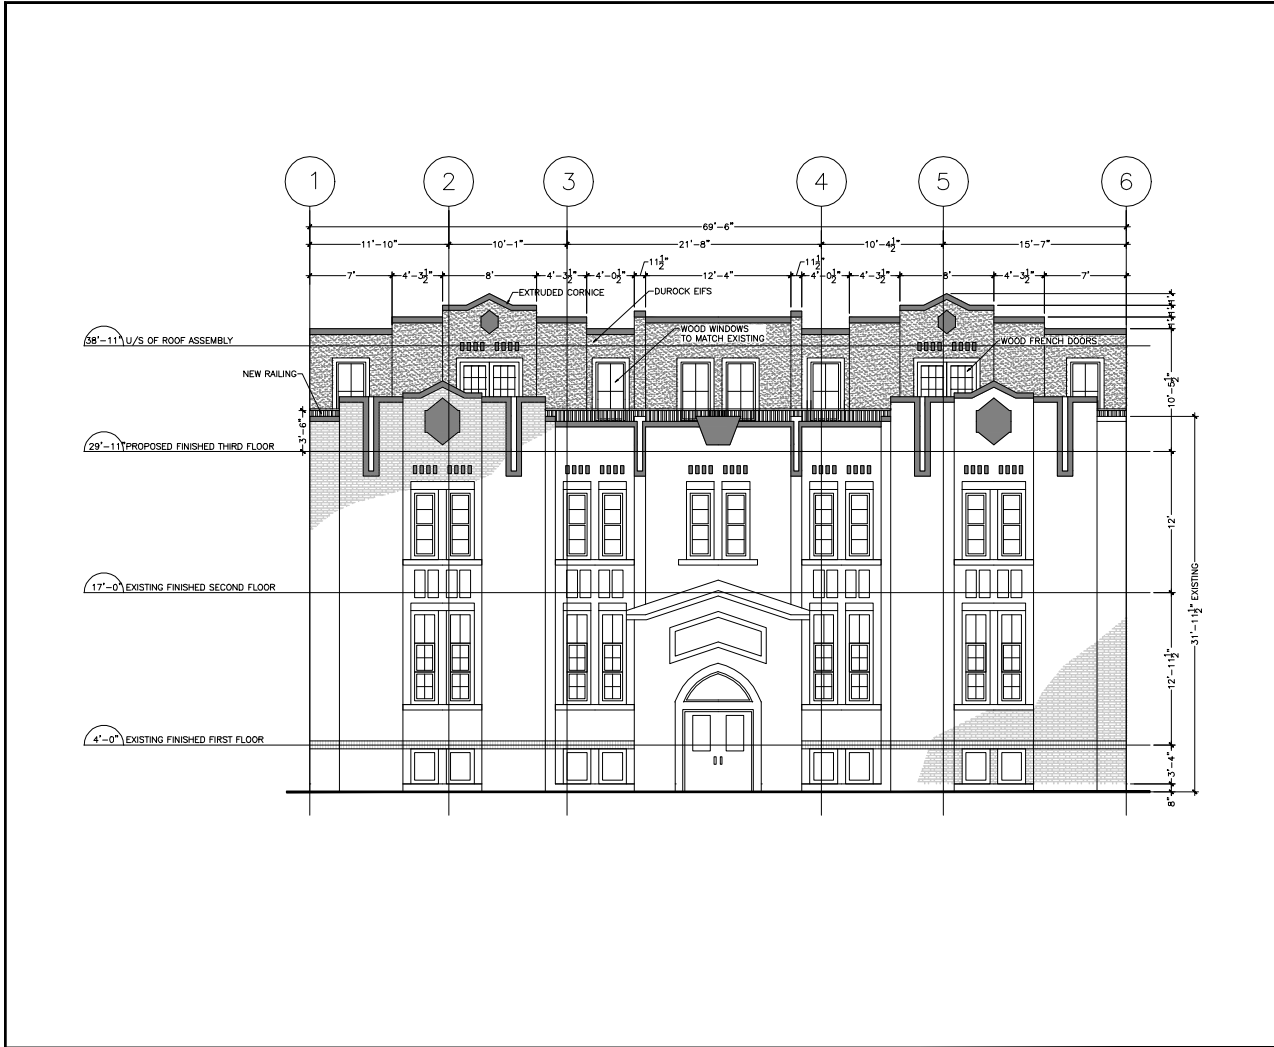 1 2 3 4 5 6
69'-6"
11'-10" 10'-1" 21'-8" 10'-4½" 15'-7"
11½" 11½"
7' 4'-3½" 8' 4'-3½" 4'-0½" 12'-4" 4'-0½" 4'-3½" 8' 4'-3½" 7'
EXTRUDED CORNICE
DUROCK EIFS
1'
1'
1'
WOOD WINDOWS
TO MATCH EXISTING
38'-11" U/S OF ROOF ASSEMBLY
WOOD FRENCH DOORS
NEW RAILING
10'-5½"
3'-6"
29'-11" PROPOSED FINISHED THIRD FLOOR
12'
17'-0" EXISTING FINISHED SECOND FLOOR
31'-11½" EXISTING
12'-11½"
4'-0" EXISTING FINISHED FIRST FLOOR
3'-4"
8"